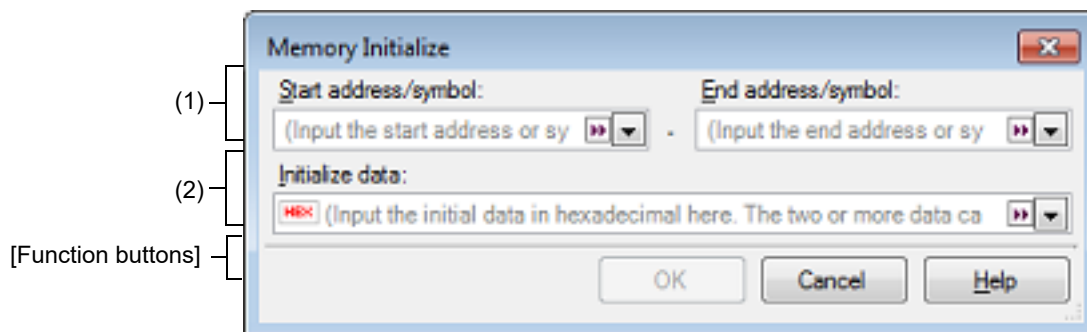 Memory Initialize
(1)
Start address/symbol: End address/symbol:
(Input the start address or sy - (Input the end address or sy
(2)
Initialize data:
HEX (Input the initial data in hexadecimal here. The two or more data ca
[Function buttons]
OK Cancel Help